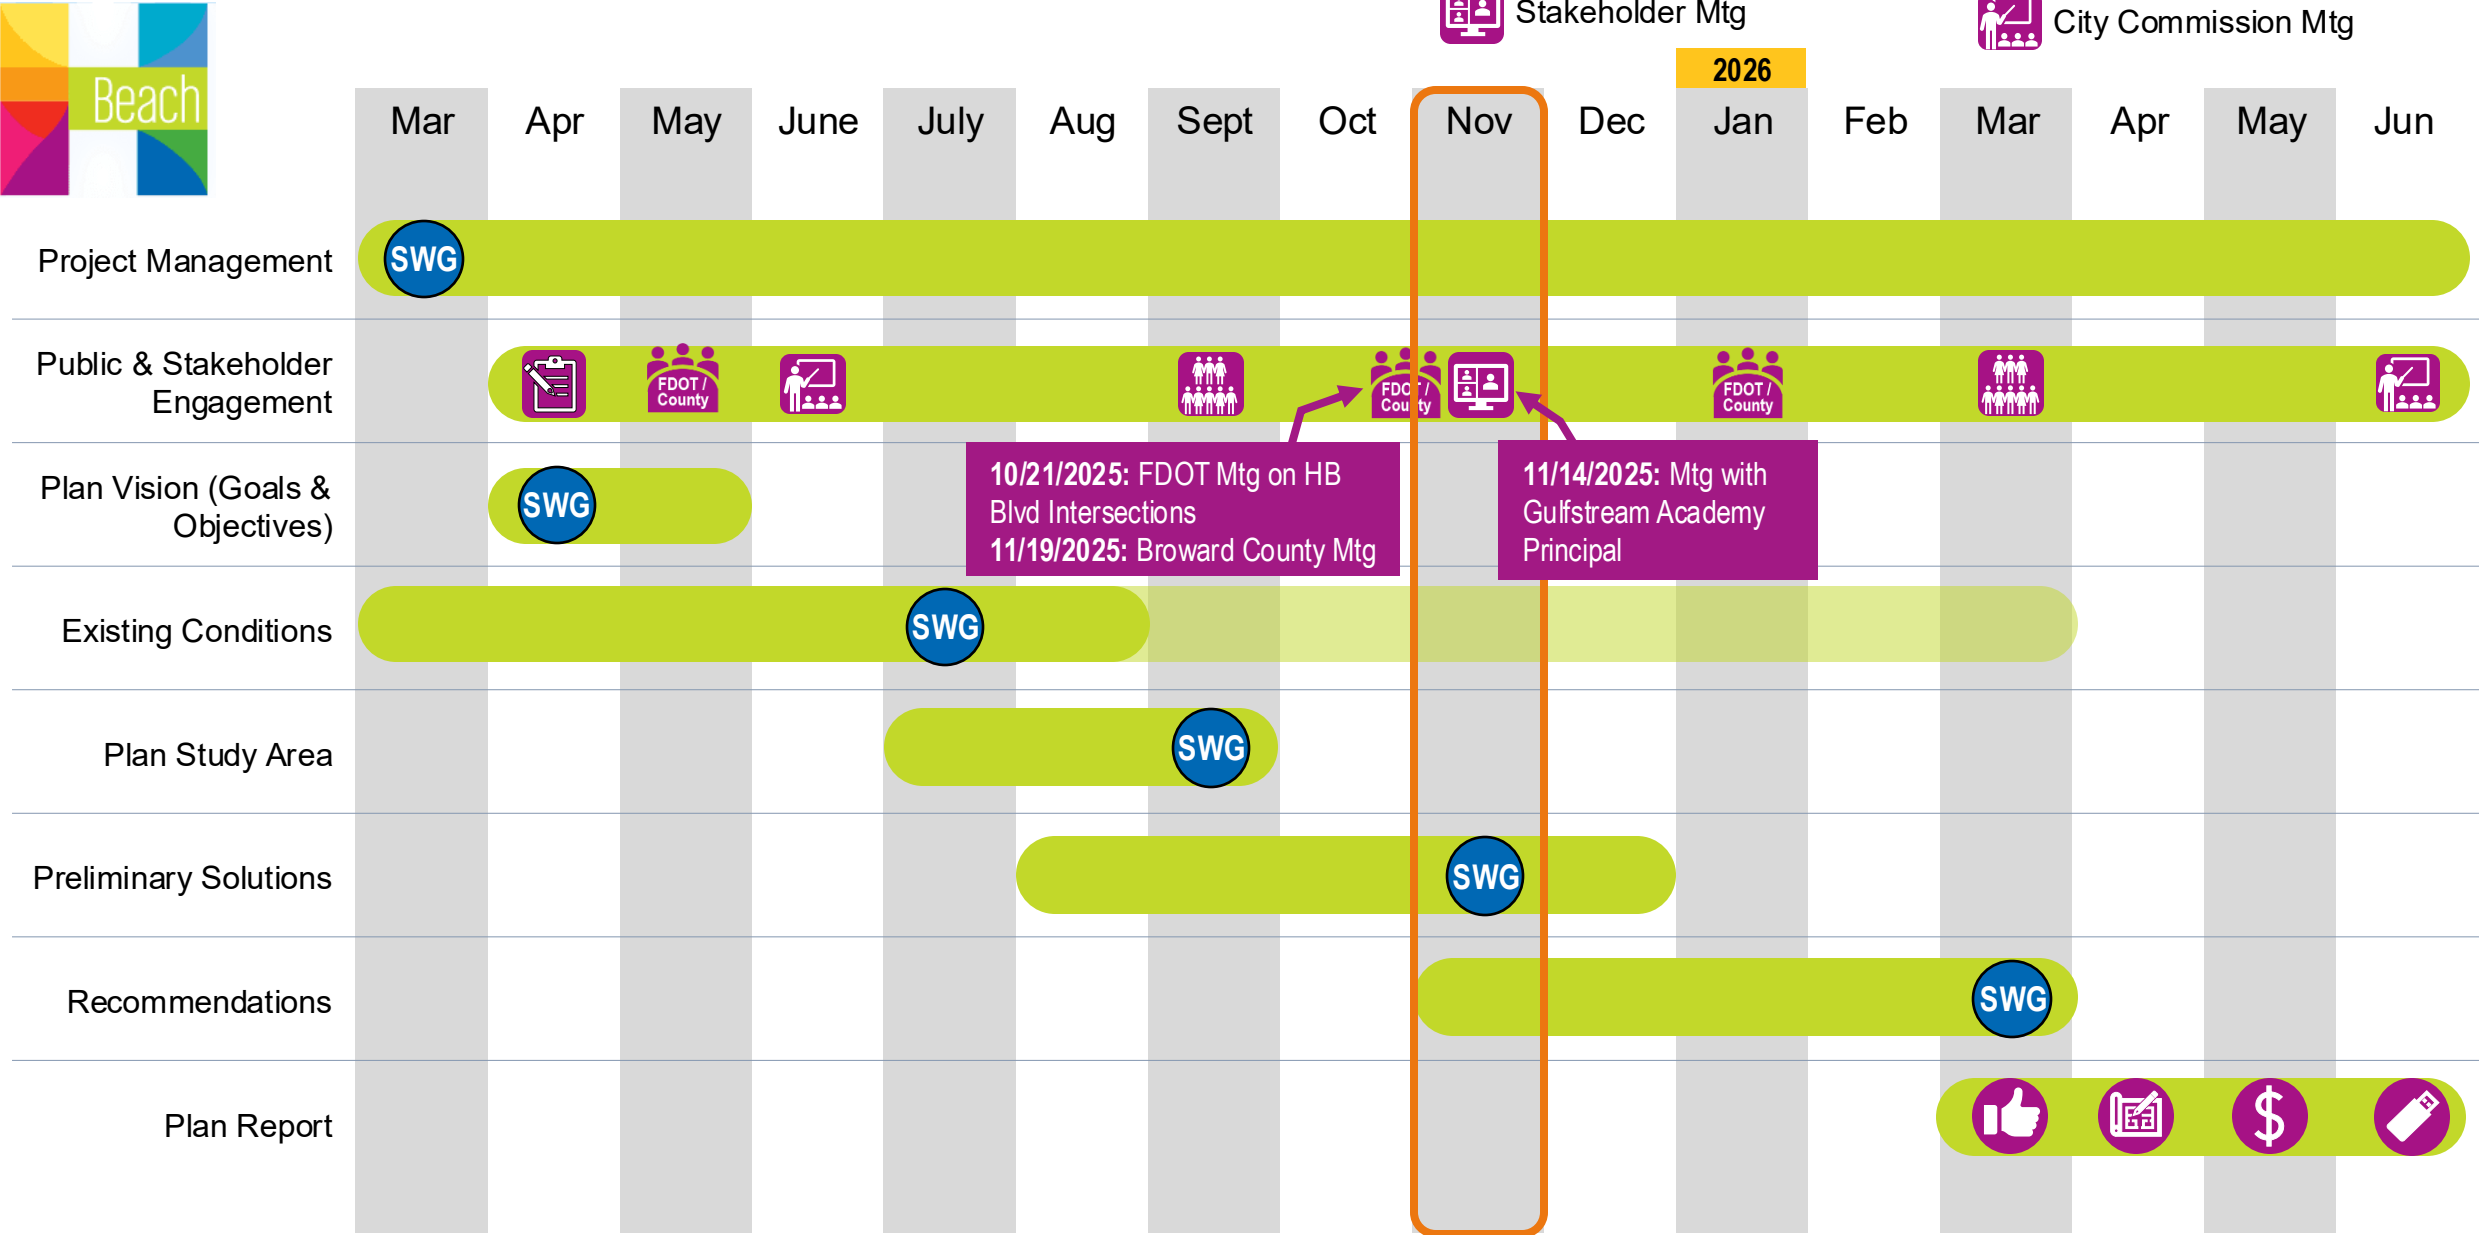 Stakeholder Mtg
City Commission Mtg
Beach
2026
Mar Apr May June July Aug Sept Oct Nov Dec Jan Feb Mar Apr May Jun
Project Management
SWG
Public & Stakeholder
Engagement
FDOT /
County
FDOT /
County
FDOT /
County
10/21/2025: FDOT Mtg on HB
Blvd Intersections
11/19/2025: Broward County Mtg
11/14/2025: Mtg with
Gulfstream Academy
Principal
Plan Vision (Goals &
Objectives)
SWG
Existing Conditions
SWG
Plan Study Area
SWG
Preliminary Solutions
SWG
Recommendations
SWG
Plan Report
$